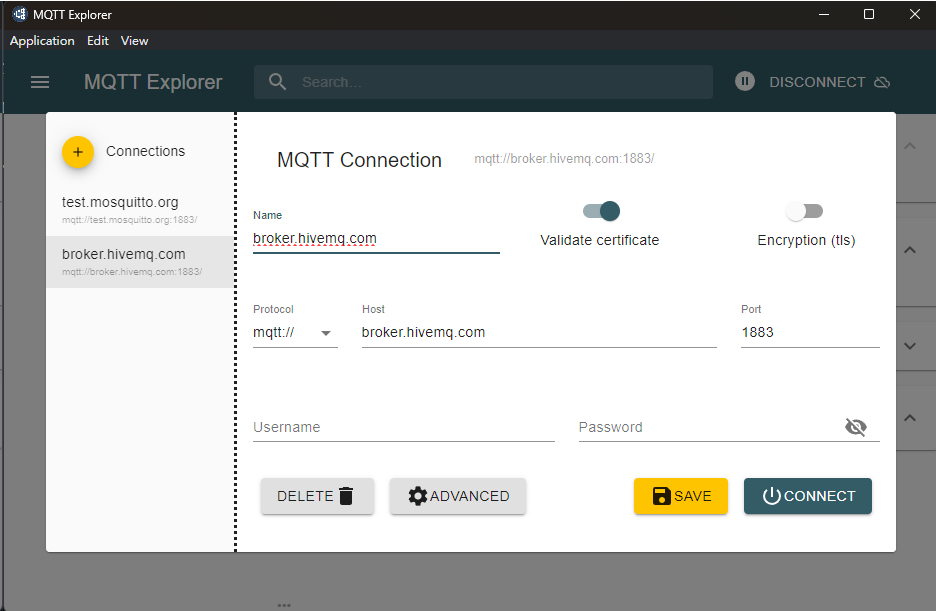 MQTT Explorer
Application Edit View
MQTT Explorer Search... DISCONNECT
+ Connections
test.mosquitto.org
mqtt://test.mosquitto.org:1883/
broker.hivemq.com
mqtt://broker.hivemq.com:1883/
MQTT Connection mqtt://broker.hivemq.com:1883/
Name
broker.hivemq.com
Validate certificate
Encryption (tls)
Protocol Host Port
mqtt:// broker.hivemq.com 1883
Username Password
DELETE ADVANCED SAVE CONNECT
...